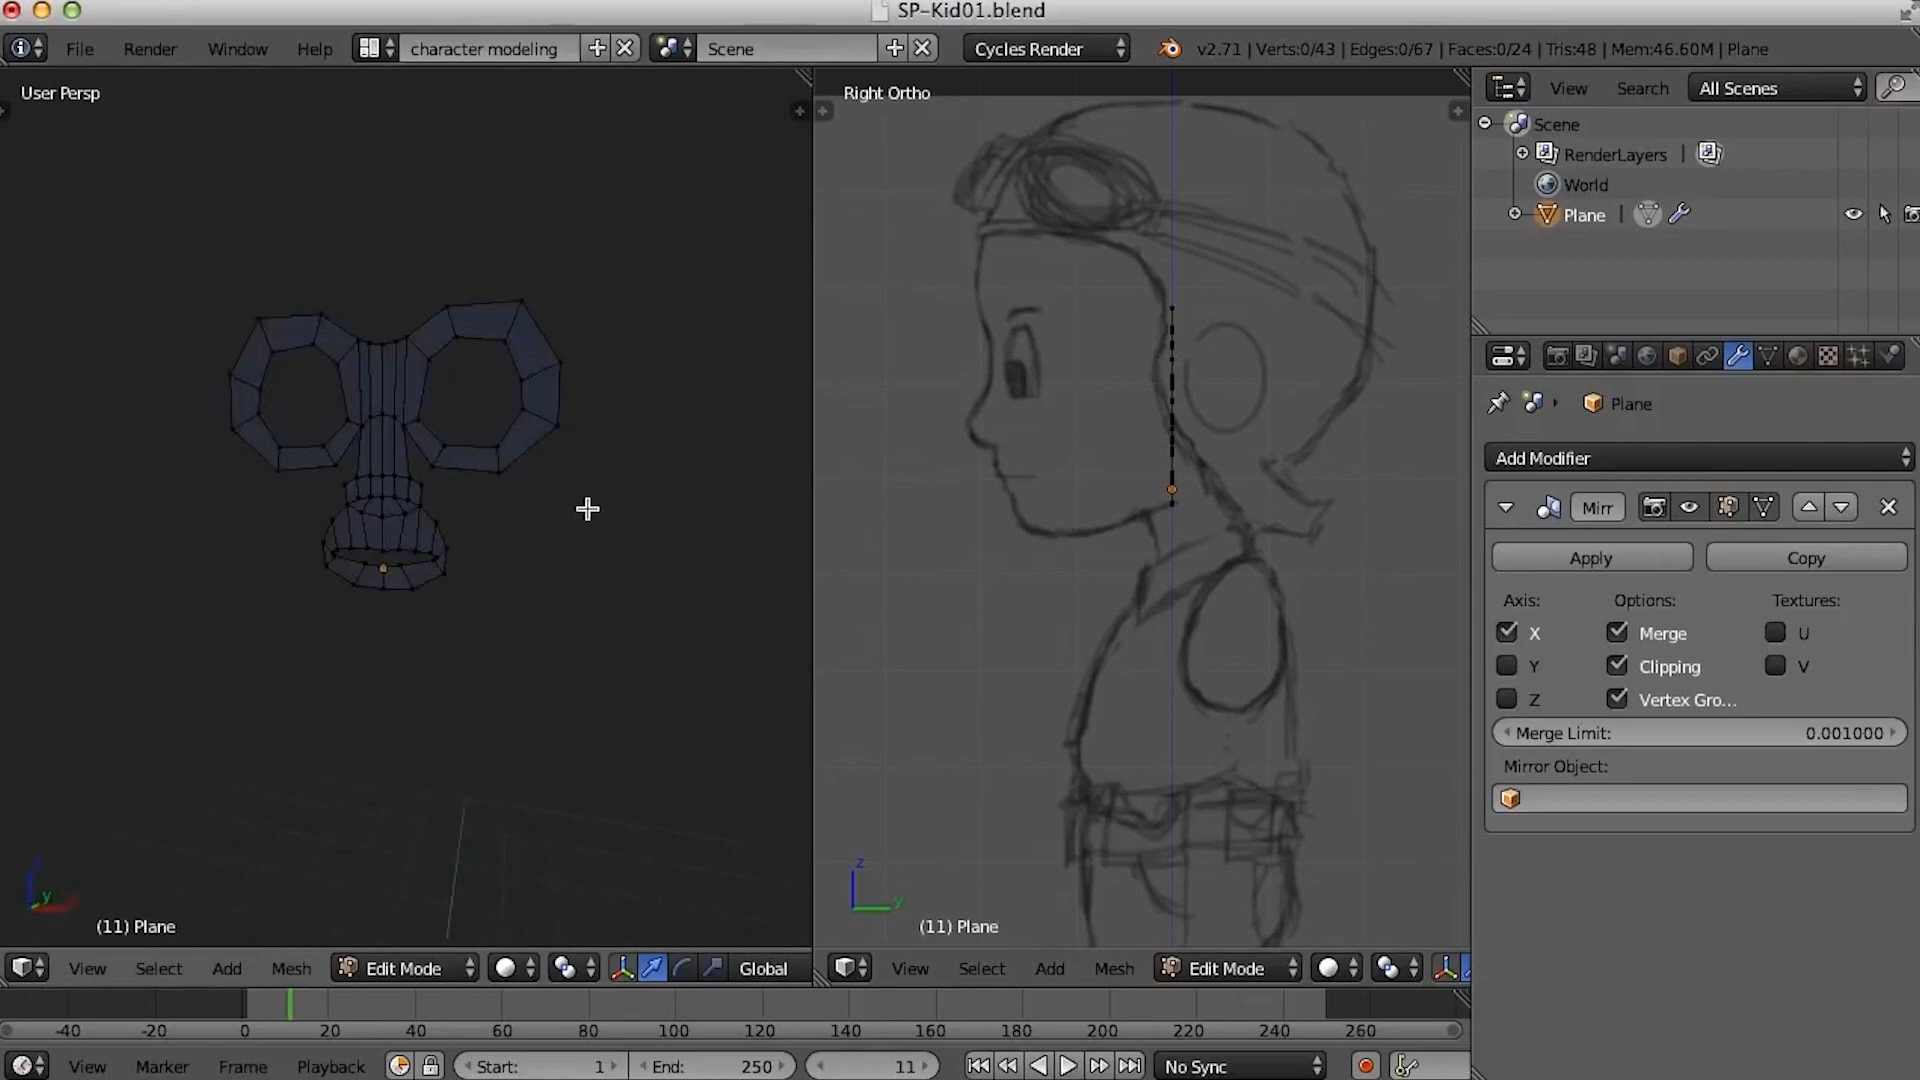 SP-Kid01.blend
File Render Window Help character modeling Scene Cycles Render v2.71 | Verts:0/43 | Edges:0/67 | Faces:0/24 | Tris:48 | Mem:46.60M | Plane
User Persp
Right Ortho
View Search All Scenes
Scene
RenderLayers |
World
Plane |
Plane
Add Modifier
Mirr
Apply Copy
Axis: Options: Textures:
X Merge U
Y Clipping V
Z Vertex Gro...
Merge Limit: 0.001000
Mirror Object:
y
z
y
(11) Plane
(11) Plane
View Select Add Mesh Edit Mode Global
View Select Add Mesh Edit Mode
-40 -20 0 20 40 60 80 100 120 140 160 180 200 220 240 260
View Marker Frame Playback Start: 1 End: 250 11 No Sync